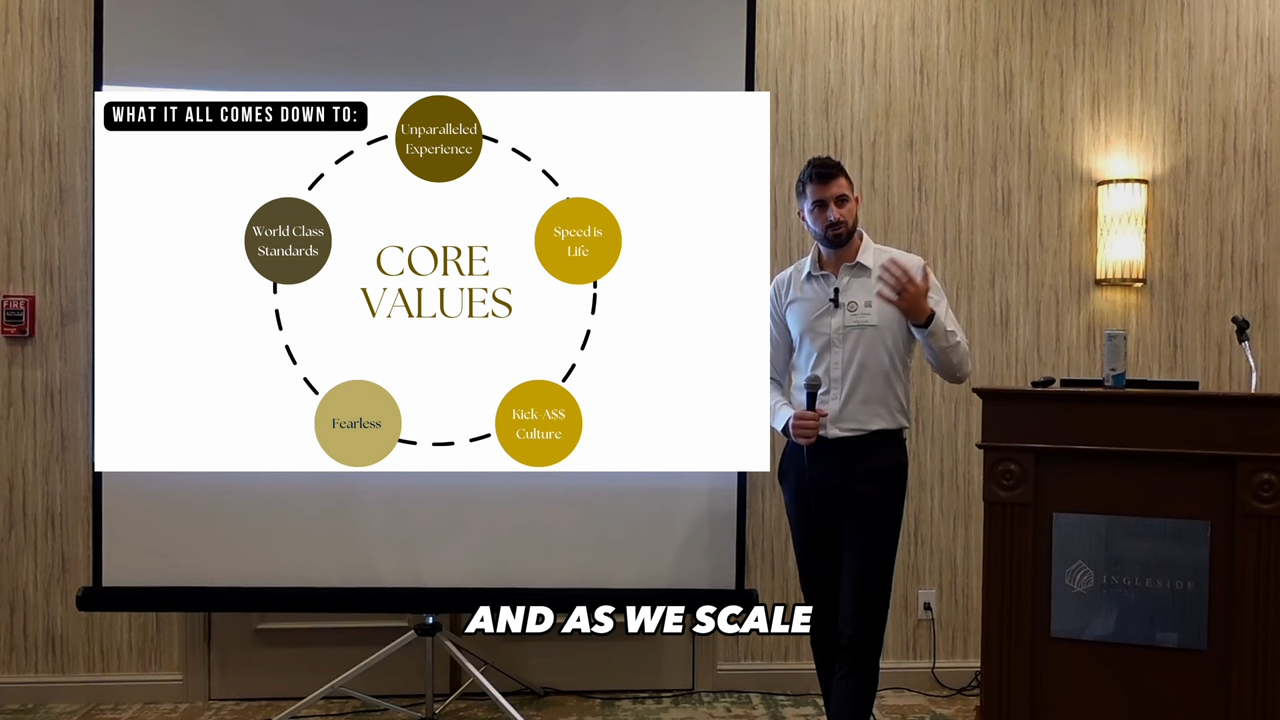 WHAT IT ALL COMES DOWN TO:
Unparalleled
Experience
World Class
Standards
Speed is
Life
CORE
VALUES
Fearless
Kick-A$$
Culture
FIRE
INGLESIDE
AND AS WE SCALE